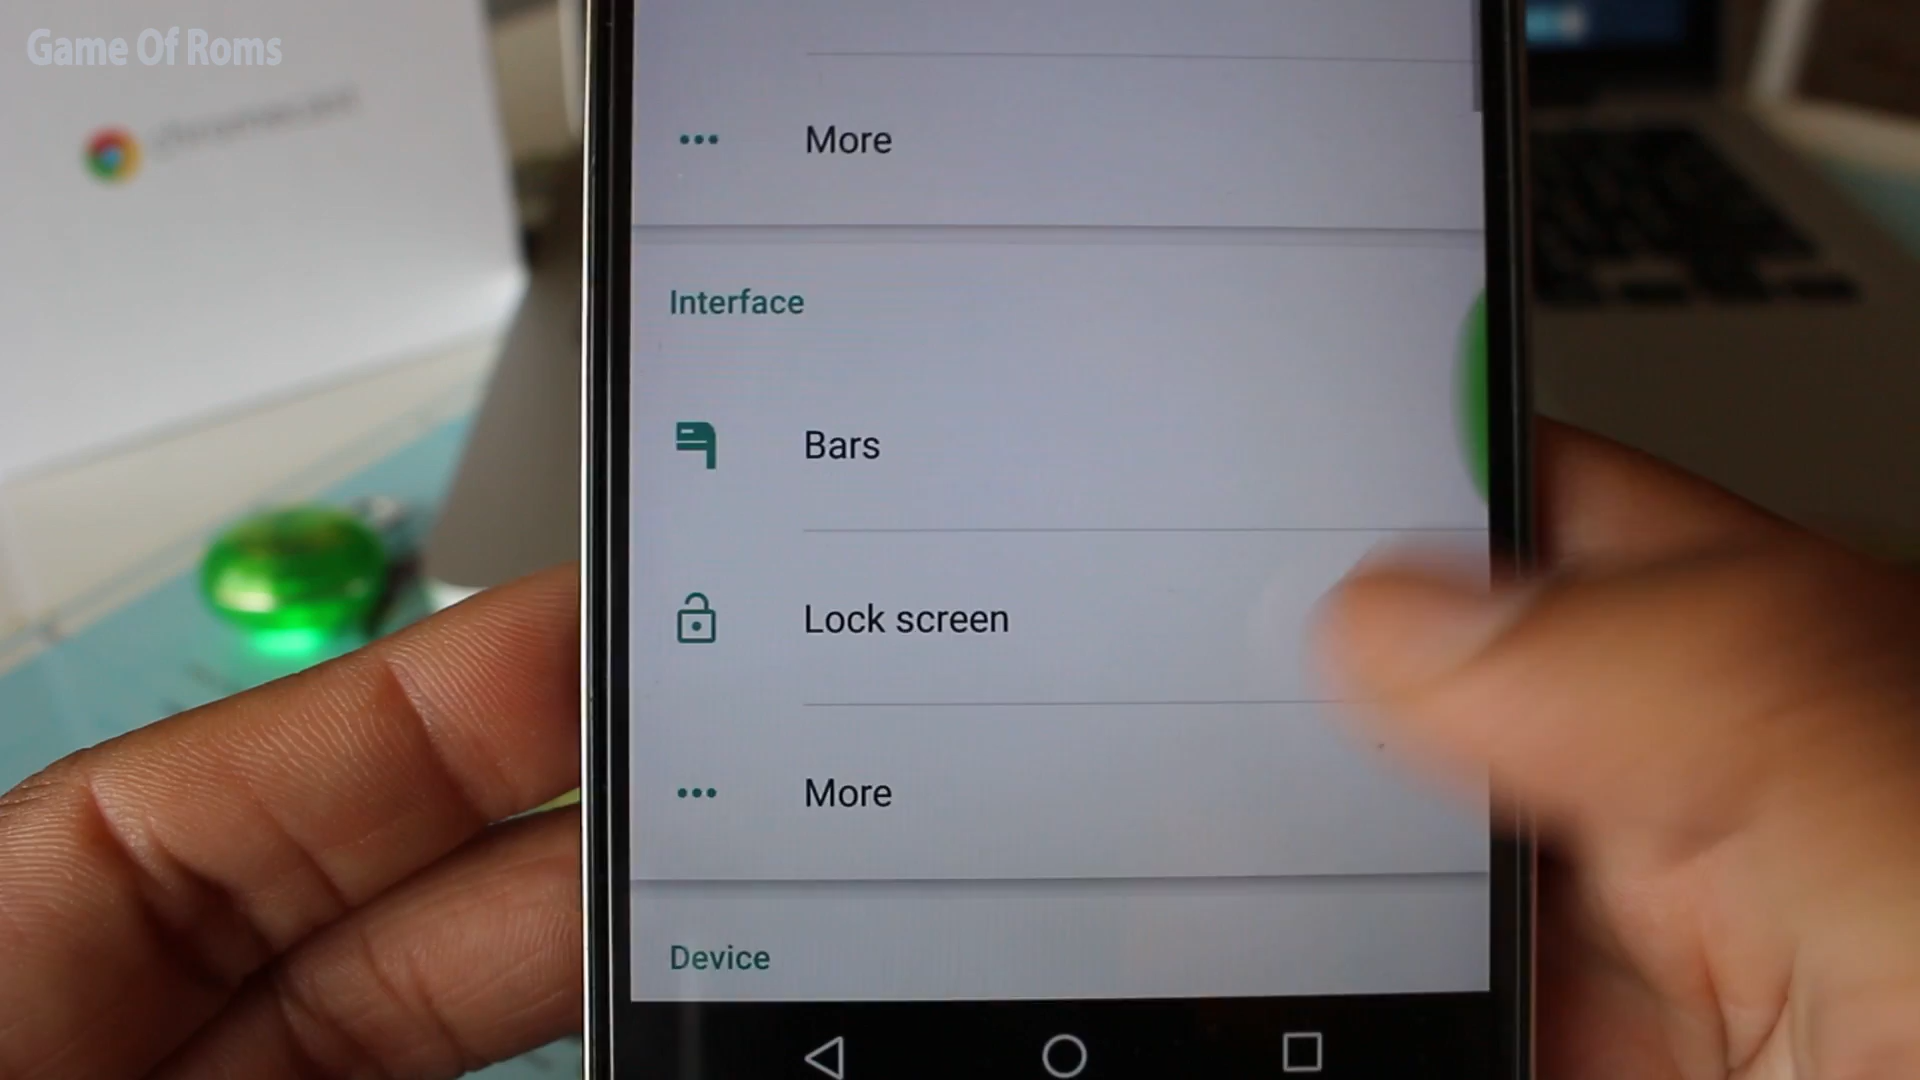 Game Of Roms
More
Interface
Bars
Lock screen
More
Device